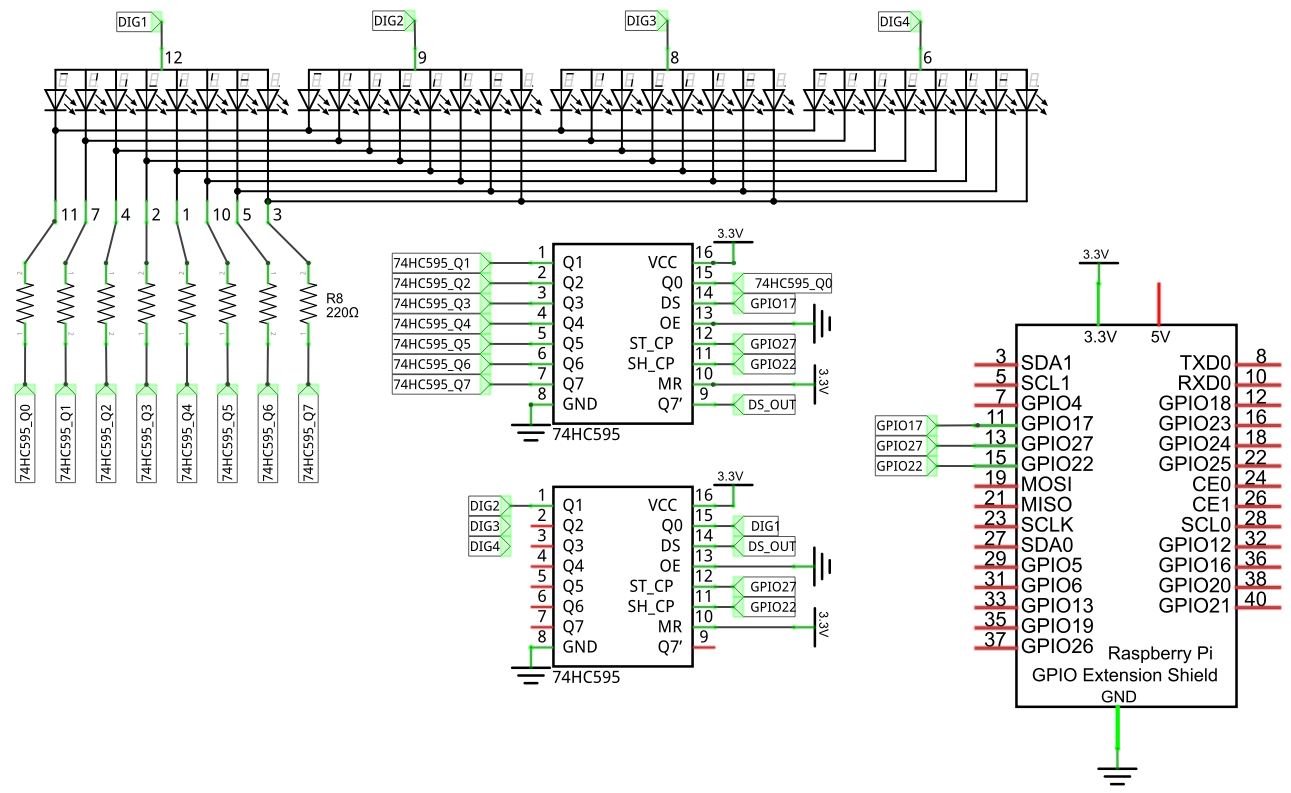 DIG1
DIG2
DIG3
DIG4
12
9
8
6
11 7 4 2 1 10 5 3
R8
220Ω
74HC595_Q0
74HC595_Q1
74HC595_Q2
74HC595_Q3
74HC595_Q4
74HC595_Q5
74HC595_Q6
74HC595_Q7
3.3V
74HC595_Q1 1 Q1 VCC 16
74HC595_Q2 2 Q2 Q0 15 74HC595_Q0
74HC595_Q3 3 Q3 DS 14 GPIO17
74HC595_Q4 4 Q4 OE 13
74HC595_Q5 5 Q5 ST_CP 12 GPIO27
74HC595_Q6 6 Q6 SH_CP 11 GPIO22
74HC595_Q7 7 Q7 MR 10 3.3V
8 GND Q7’ 9 DS_OUT
74HC595
3.3V
DIG2 1 Q1 VCC 16
DIG3 2 Q2 Q0 15 DIG1
DIG4 3 Q3 DS 14 DS_OUT
4 Q4 OE 13
5 Q5 ST_CP 12 GPIO27
6 Q6 SH_CP 11 GPIO22
7 Q7 MR 10 3.3V
8 GND Q7’ 9
74HC595
3.3V
3.3V 5V
3 SDA1 TXD0 8
5 SCL1 RXD0 10
7 GPIO4 GPIO18 12
GPIO17 11 GPIO17 GPIO23 16
GPIO27 13 GPIO27 GPIO24 18
GPIO22 15 GPIO22 GPIO25 22
19 MOSI CE0 24
21 MISO CE1 26
23 SCLK SCL0 28
27 SDA0 GPIO12 32
29 GPIO5 GPIO16 36
31 GPIO6 GPIO20 38
33 GPIO13 GPIO21 40
35 GPIO19
37 GPIO26
Raspberry Pi
GPIO Extension Shield
GND